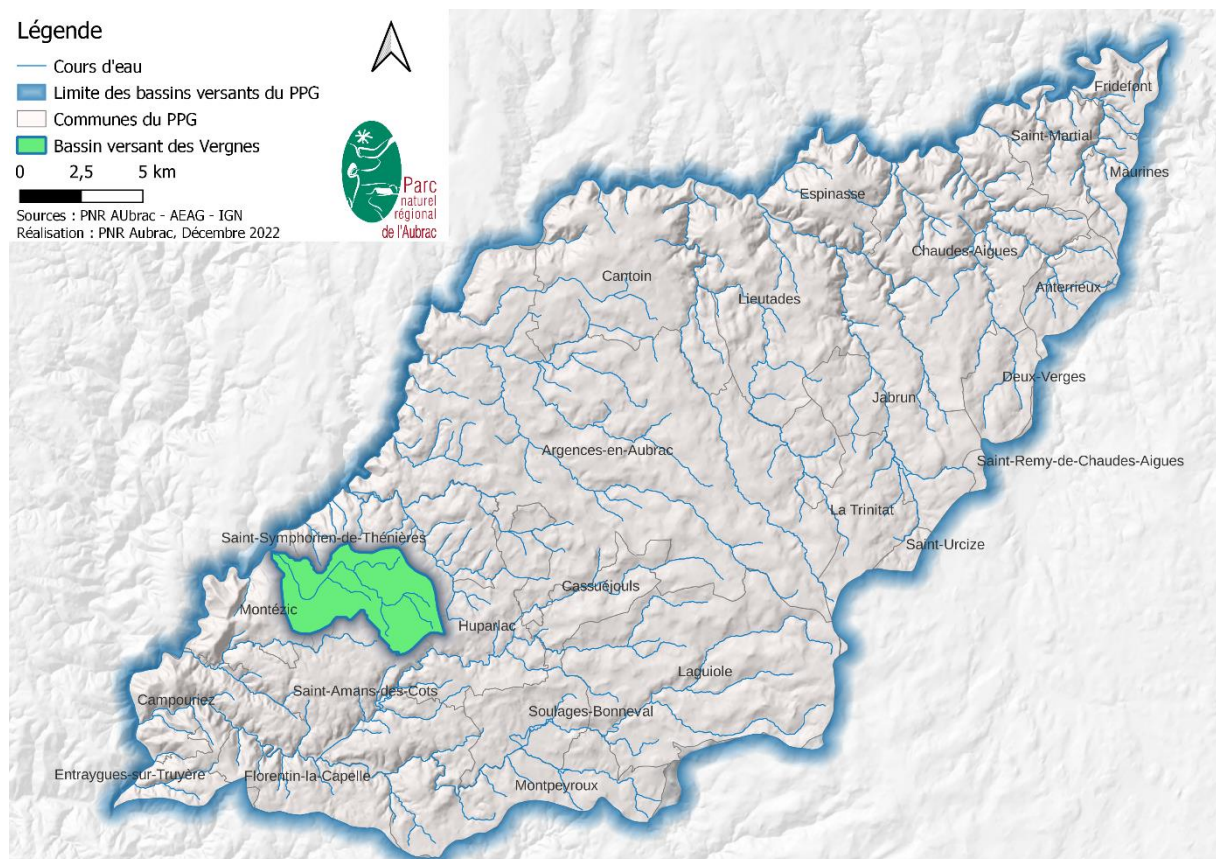 Légende
Cours d'eau
Limite des bassins versants du PPG
Communes du PPG
Bassin versant des Vergnes
0 2,5 5 km
Sources : PNR AUbrac - AEAG - IGN
Réalisation : PNR Aubrac, Décembre 2022
Parc
naturel
régional
de l'Aubrac
Fridefont
Saint-Martial
Maurines
Espinasse
Chaudes-Aigues
Cantoin
Lieutades
Anterrieux
Deux-Verges
Jabrun
Argences-en-Aubrac
Saint-Remy-de-Chaudes-Aigues
La Trinitat
Saint-Symphorien-de-Thénières
Saint-Urcize
Cassuéjouls
Montézic
Huparlac
Laguiole
Saint-Amans-des-Cots
Campouriez
Soulages-Bonneval
Entraygues-sur-Truyère
Florentin-la-Capelle
Montpeyroux